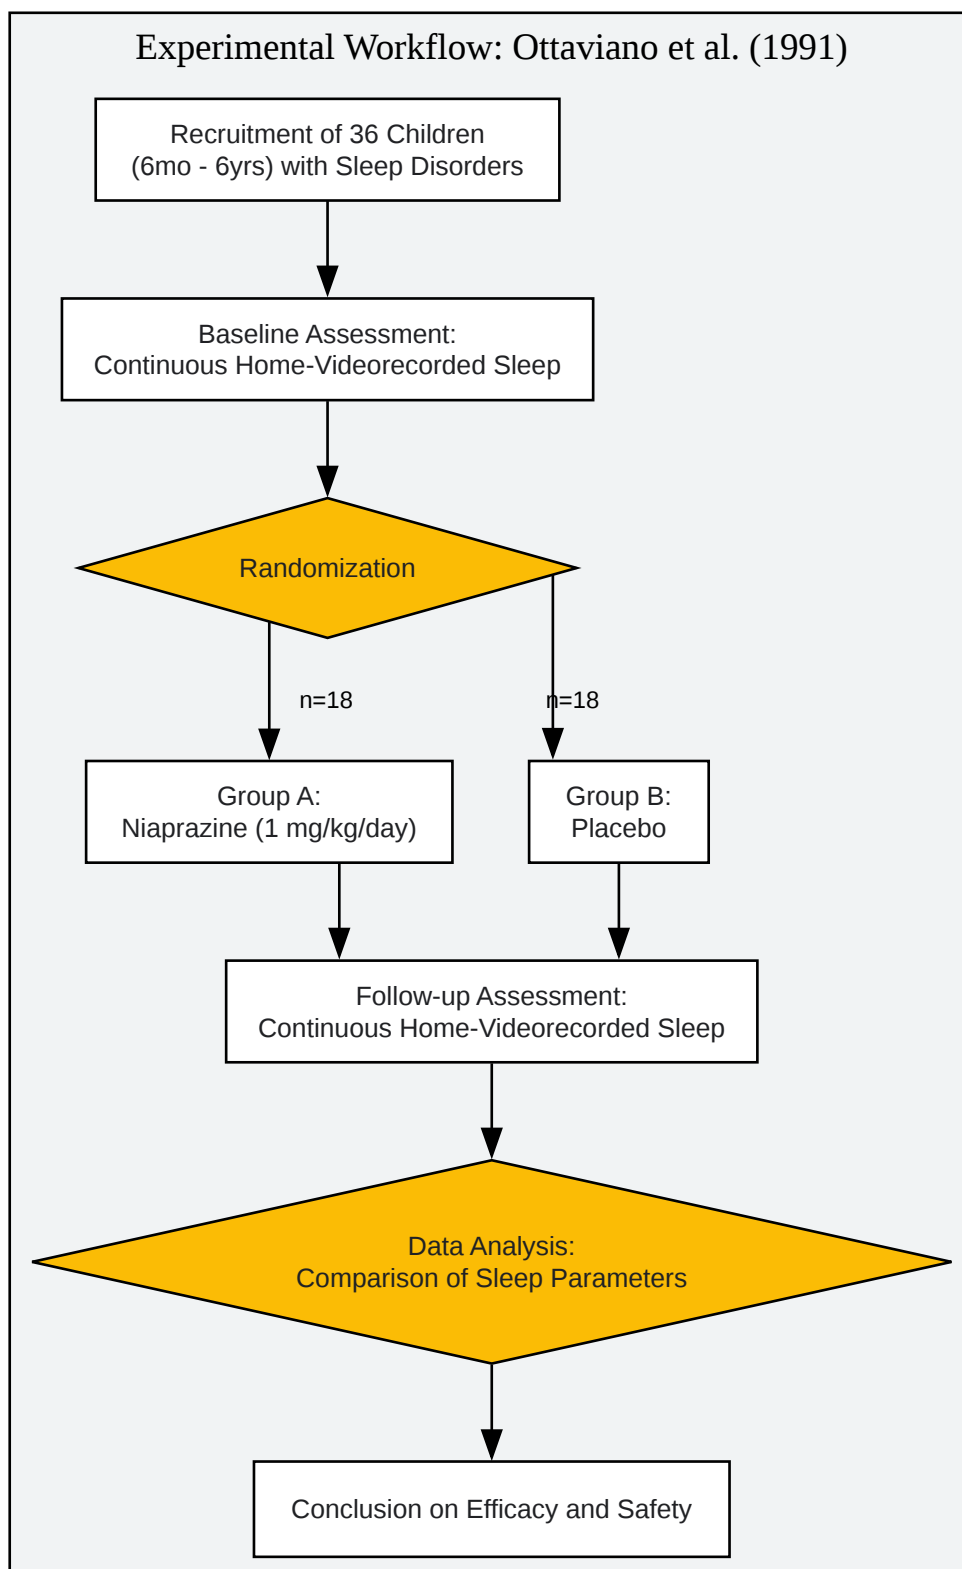 Experimental Workflow: Ottaviano et al. (1991)
Recruitment of 36 Children
(6mo - 6yrs) with Sleep Disorders
Baseline Assessment:
Continuous Home-Videorecorded Sleep
Randomization
n=18
n=18
Group A:
Niaprazine (1 mg/kg/day)
Group B:
Placebo
Follow-up Assessment:
Continuous Home-Videorecorded Sleep
Data Analysis:
Comparison of Sleep Parameters
Conclusion on Efficacy and Safety